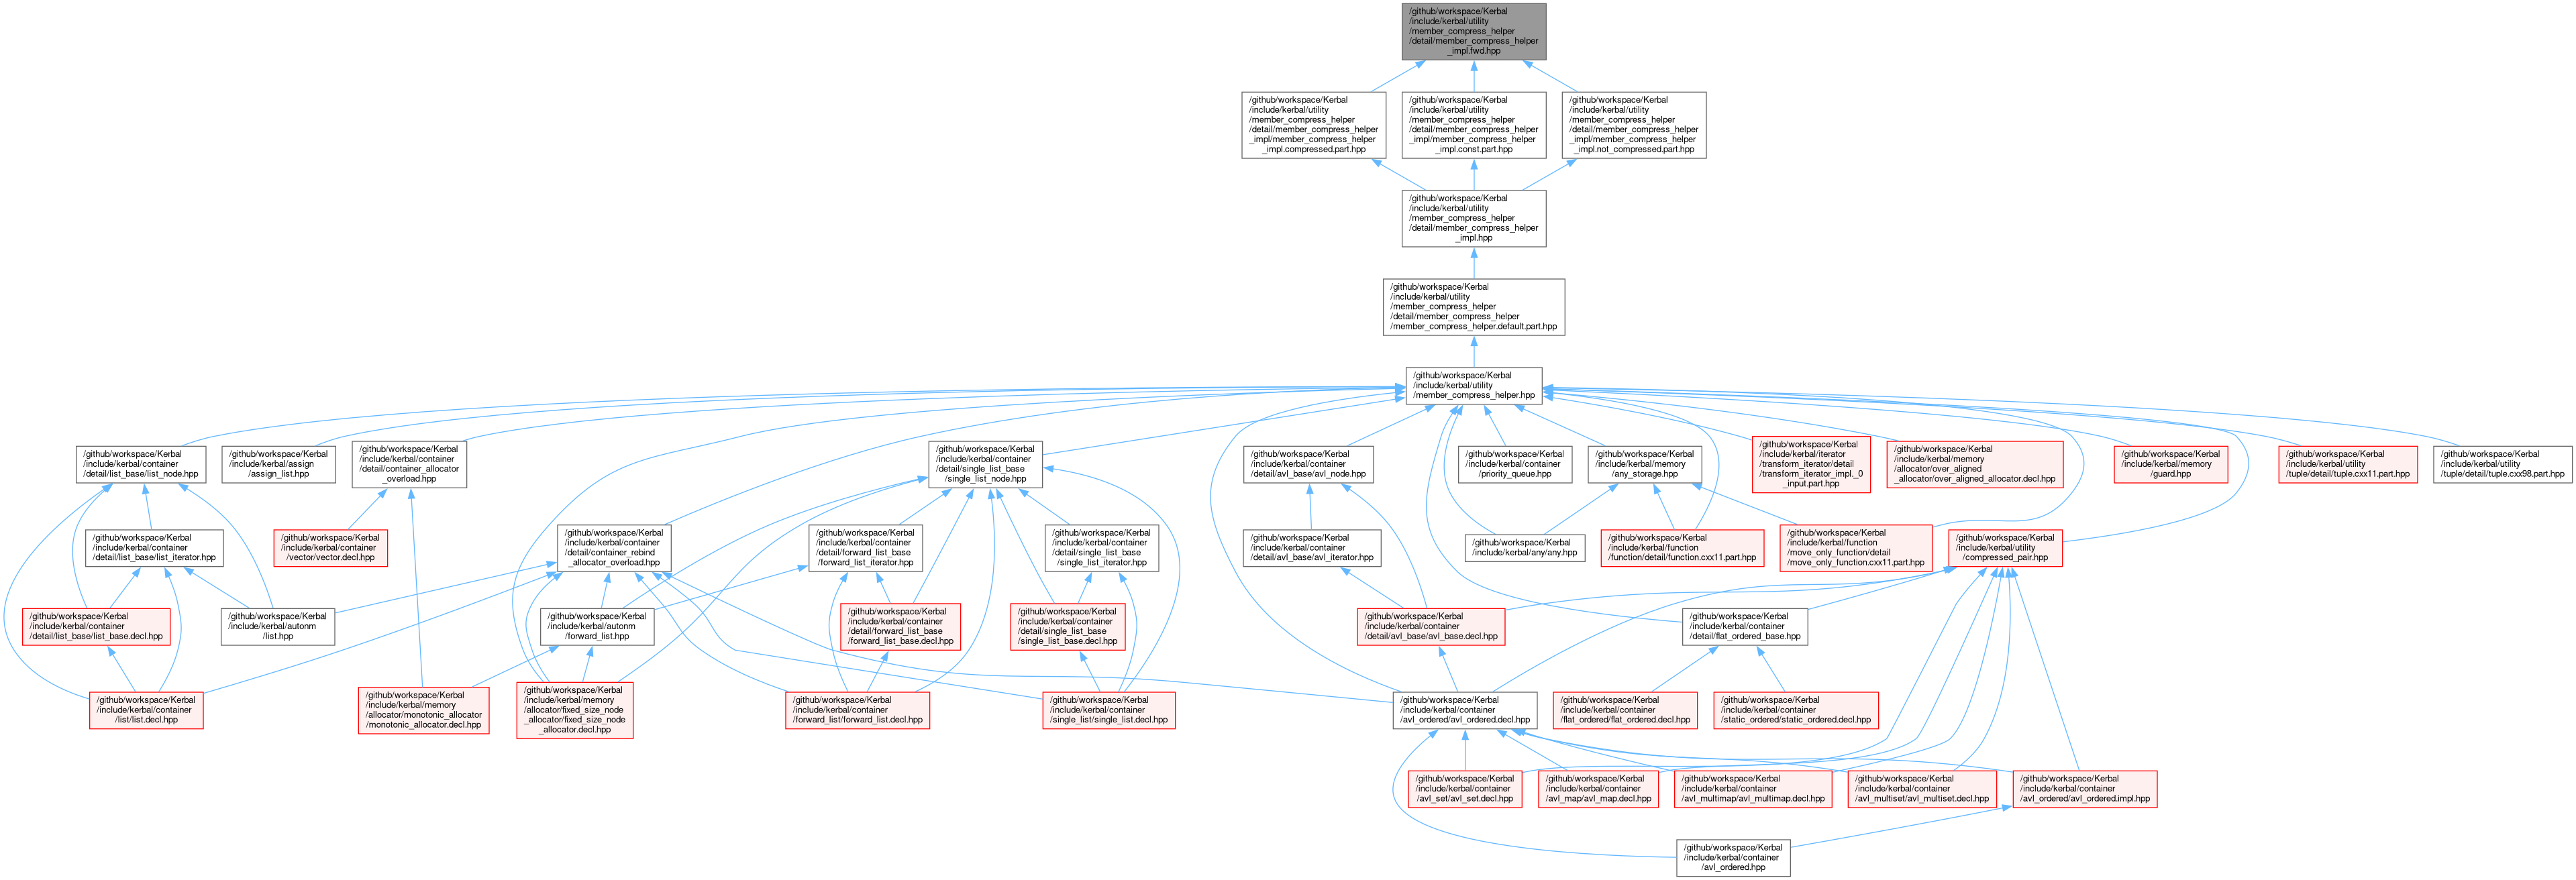 /github/workspace/Kerbal
/include/kerbal/utility
/member_compress_helper
/detail/member_compress_helper
_impl.fwd.hpp
/github/workspace/Kerbal
/include/kerbal/utility
/member_compress_helper
/detail/member_compress_helper
_impl/member_compress_helper
_impl.compressed.part.hpp
/github/workspace/Kerbal
/include/kerbal/utility
/member_compress_helper
/detail/member_compress_helper
_impl/member_compress_helper
_impl.const.part.hpp
/github/workspace/Kerbal
/include/kerbal/utility
/member_compress_helper
/detail/member_compress_helper
_impl/member_compress_helper
_impl.not_compressed.part.hpp
/github/workspace/Kerbal
/include/kerbal/utility
/member_compress_helper
/detail/member_compress_helper
_impl.hpp
/github/workspace/Kerbal
/include/kerbal/utility
/member_compress_helper
/detail/member_compress_helper
/member_compress_helper.default.part.hpp
/github/workspace/Kerbal
/include/kerbal/utility
/member_compress_helper.hpp
/github/workspace/Kerbal
/include/kerbal/container
/detail/list_base/list_node.hpp
/github/workspace/Kerbal
/include/kerbal/assign
/assign_list.hpp
/github/workspace/Kerbal
/include/kerbal/container
/detail/container_allocator
_overload.hpp
/github/workspace/Kerbal
/include/kerbal/container
/detail/single_list_base
/single_list_node.hpp
/github/workspace/Kerbal
/include/kerbal/container
/detail/avl_base/avl_node.hpp
/github/workspace/Kerbal
/include/kerbal/container
/priority_queue.hpp
/github/workspace/Kerbal
/include/kerbal/memory
/any_storage.hpp
/github/workspace/Kerbal
/include/kerbal/iterator
/transform_iterator/detail
/transform_iterator_impl._0
_input.part.hpp
/github/workspace/Kerbal
/include/kerbal/memory
/allocator/over_aligned
_allocator/over_aligned_allocator.decl.hpp
/github/workspace/Kerbal
/include/kerbal/memory
/guard.hpp
/github/workspace/Kerbal
/include/kerbal/utility
/tuple/detail/tuple.cxx11.part.hpp
/github/workspace/Kerbal
/include/kerbal/utility
/tuple/detail/tuple.cxx98.part.hpp
/github/workspace/Kerbal
/include/kerbal/container
/detail/list_base/list_iterator.hpp
/github/workspace/Kerbal
/include/kerbal/container
/vector/vector.decl.hpp
/github/workspace/Kerbal
/include/kerbal/container
/detail/container_rebind
_allocator_overload.hpp
/github/workspace/Kerbal
/include/kerbal/container
/detail/forward_list_base
/forward_list_iterator.hpp
/github/workspace/Kerbal
/include/kerbal/container
/detail/single_list_base
/single_list_iterator.hpp
/github/workspace/Kerbal
/include/kerbal/container
/detail/avl_base/avl_iterator.hpp
/github/workspace/Kerbal
/include/kerbal/any/any.hpp
/github/workspace/Kerbal
/include/kerbal/function
/function/detail/function.cxx11.part.hpp
/github/workspace/Kerbal
/include/kerbal/function
/move_only_function/detail
/move_only_function.cxx11.part.hpp
/github/workspace/Kerbal
/include/kerbal/utility
/compressed_pair.hpp
/github/workspace/Kerbal
/include/kerbal/container
/detail/list_base/list_base.decl.hpp
/github/workspace/Kerbal
/include/kerbal/autonm
/list.hpp
/github/workspace/Kerbal
/include/kerbal/autonm
/forward_list.hpp
/github/workspace/Kerbal
/include/kerbal/container
/detail/forward_list_base
/forward_list_base.decl.hpp
/github/workspace/Kerbal
/include/kerbal/container
/detail/single_list_base
/single_list_base.decl.hpp
/github/workspace/Kerbal
/include/kerbal/container
/detail/avl_base/avl_base.decl.hpp
/github/workspace/Kerbal
/include/kerbal/container
/detail/flat_ordered_base.hpp
/github/workspace/Kerbal
/include/kerbal/container
/list/list.decl.hpp
/github/workspace/Kerbal
/include/kerbal/memory
/allocator/monotonic_allocator
/monotonic_allocator.decl.hpp
/github/workspace/Kerbal
/include/kerbal/memory
/allocator/fixed_size_node
_allocator/fixed_size_node
_allocator.decl.hpp
/github/workspace/Kerbal
/include/kerbal/container
/forward_list/forward_list.decl.hpp
/github/workspace/Kerbal
/include/kerbal/container
/single_list/single_list.decl.hpp
/github/workspace/Kerbal
/include/kerbal/container
/avl_ordered/avl_ordered.decl.hpp
/github/workspace/Kerbal
/include/kerbal/container
/flat_ordered/flat_ordered.decl.hpp
/github/workspace/Kerbal
/include/kerbal/container
/static_ordered/static_ordered.decl.hpp
/github/workspace/Kerbal
/include/kerbal/container
/avl_set/avl_set.decl.hpp
/github/workspace/Kerbal
/include/kerbal/container
/avl_map/avl_map.decl.hpp
/github/workspace/Kerbal
/include/kerbal/container
/avl_multimap/avl_multimap.decl.hpp
/github/workspace/Kerbal
/include/kerbal/container
/avl_multiset/avl_multiset.decl.hpp
/github/workspace/Kerbal
/include/kerbal/container
/avl_ordered/avl_ordered.impl.hpp
/github/workspace/Kerbal
/include/kerbal/container
/avl_ordered.hpp